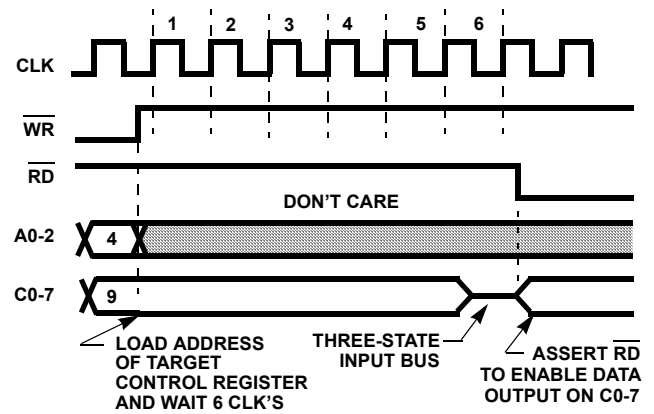 1 2 3 4 5 6
CLK
WR
RD
DON'T CARE
A0-2
4
C0-7
9
LOAD ADDRESS
OF TARGET
CONTROL REGISTER
AND WAIT 6 CLK'S
THREE-STATE
INPUT BUS
ASSERT RD
TO ENABLE DATA
OUTPUT ON C0-7